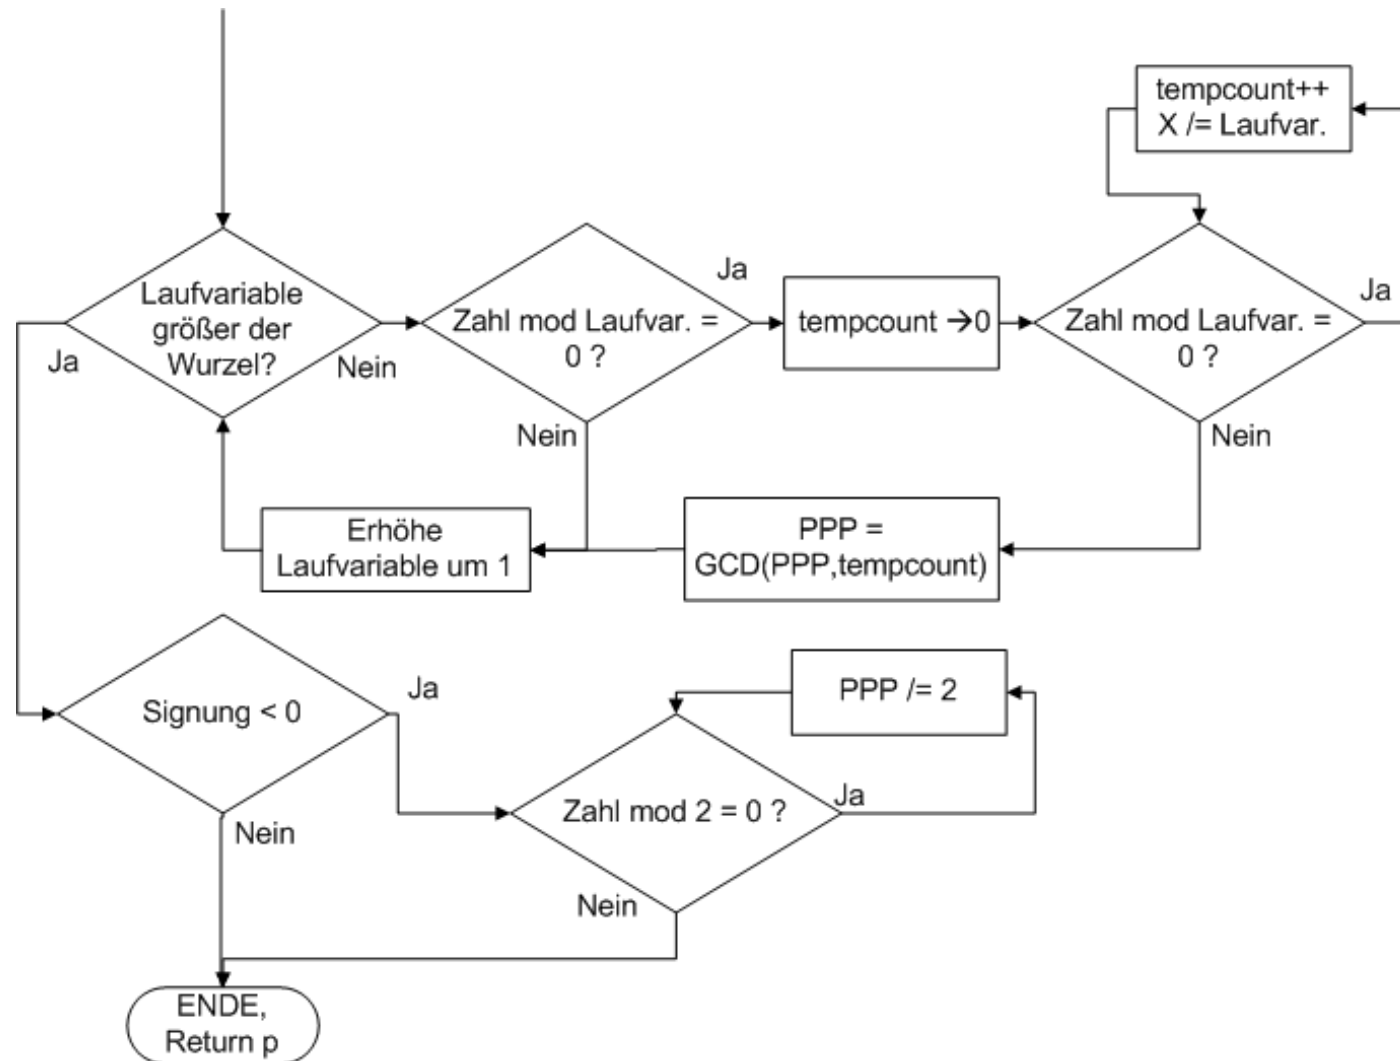 tempcount++
X /= Laufvar.
Laufvariable
größer der
Wurzel?
Ja
Nein
Zahl mod Laufvar. =
0 ?
Ja
Nein
tempcount →0
Zahl mod Laufvar. =
0 ?
Ja
Nein
Erhöhe
Laufvariable um 1
PPP =
GCD(PPP,tempcount)
Signung < 0
Ja
Nein
PPP /= 2
Zahl mod 2 = 0 ?
Ja
Nein
ENDE,
Return p